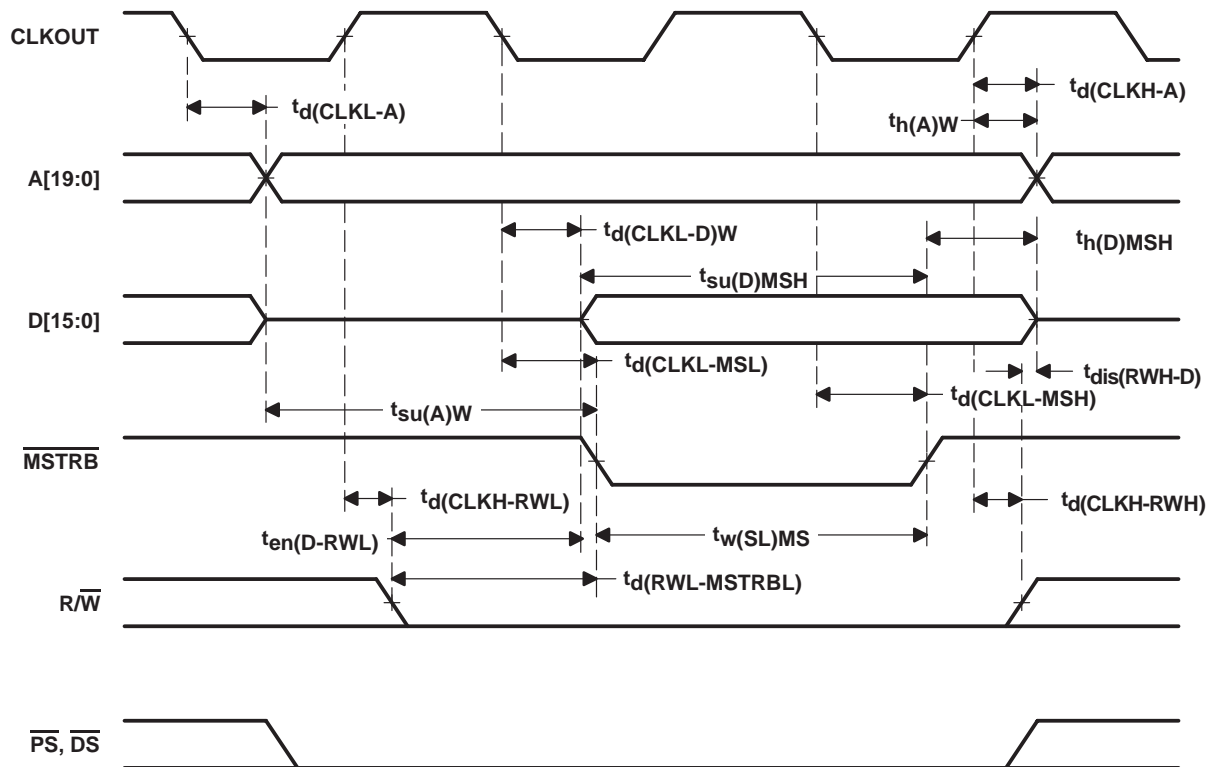 CLKOUT
td(CLKL-A)
td(CLKH-A)
th(A)W
A[19:0]
td(CLKL-D)W
th(D)MSH
tsu(D)MSH
D[15:0]
td(CLKL-MSL)
tdis(RWH-D)
td(CLKL-MSH)
tsu(A)W
MSTRB
td(CLKH-RWL)
td(CLKH-RWH)
ten(D-RWL)
tw(SL)MS
td(RWL-MSTRBL)
R/W
PS, DS